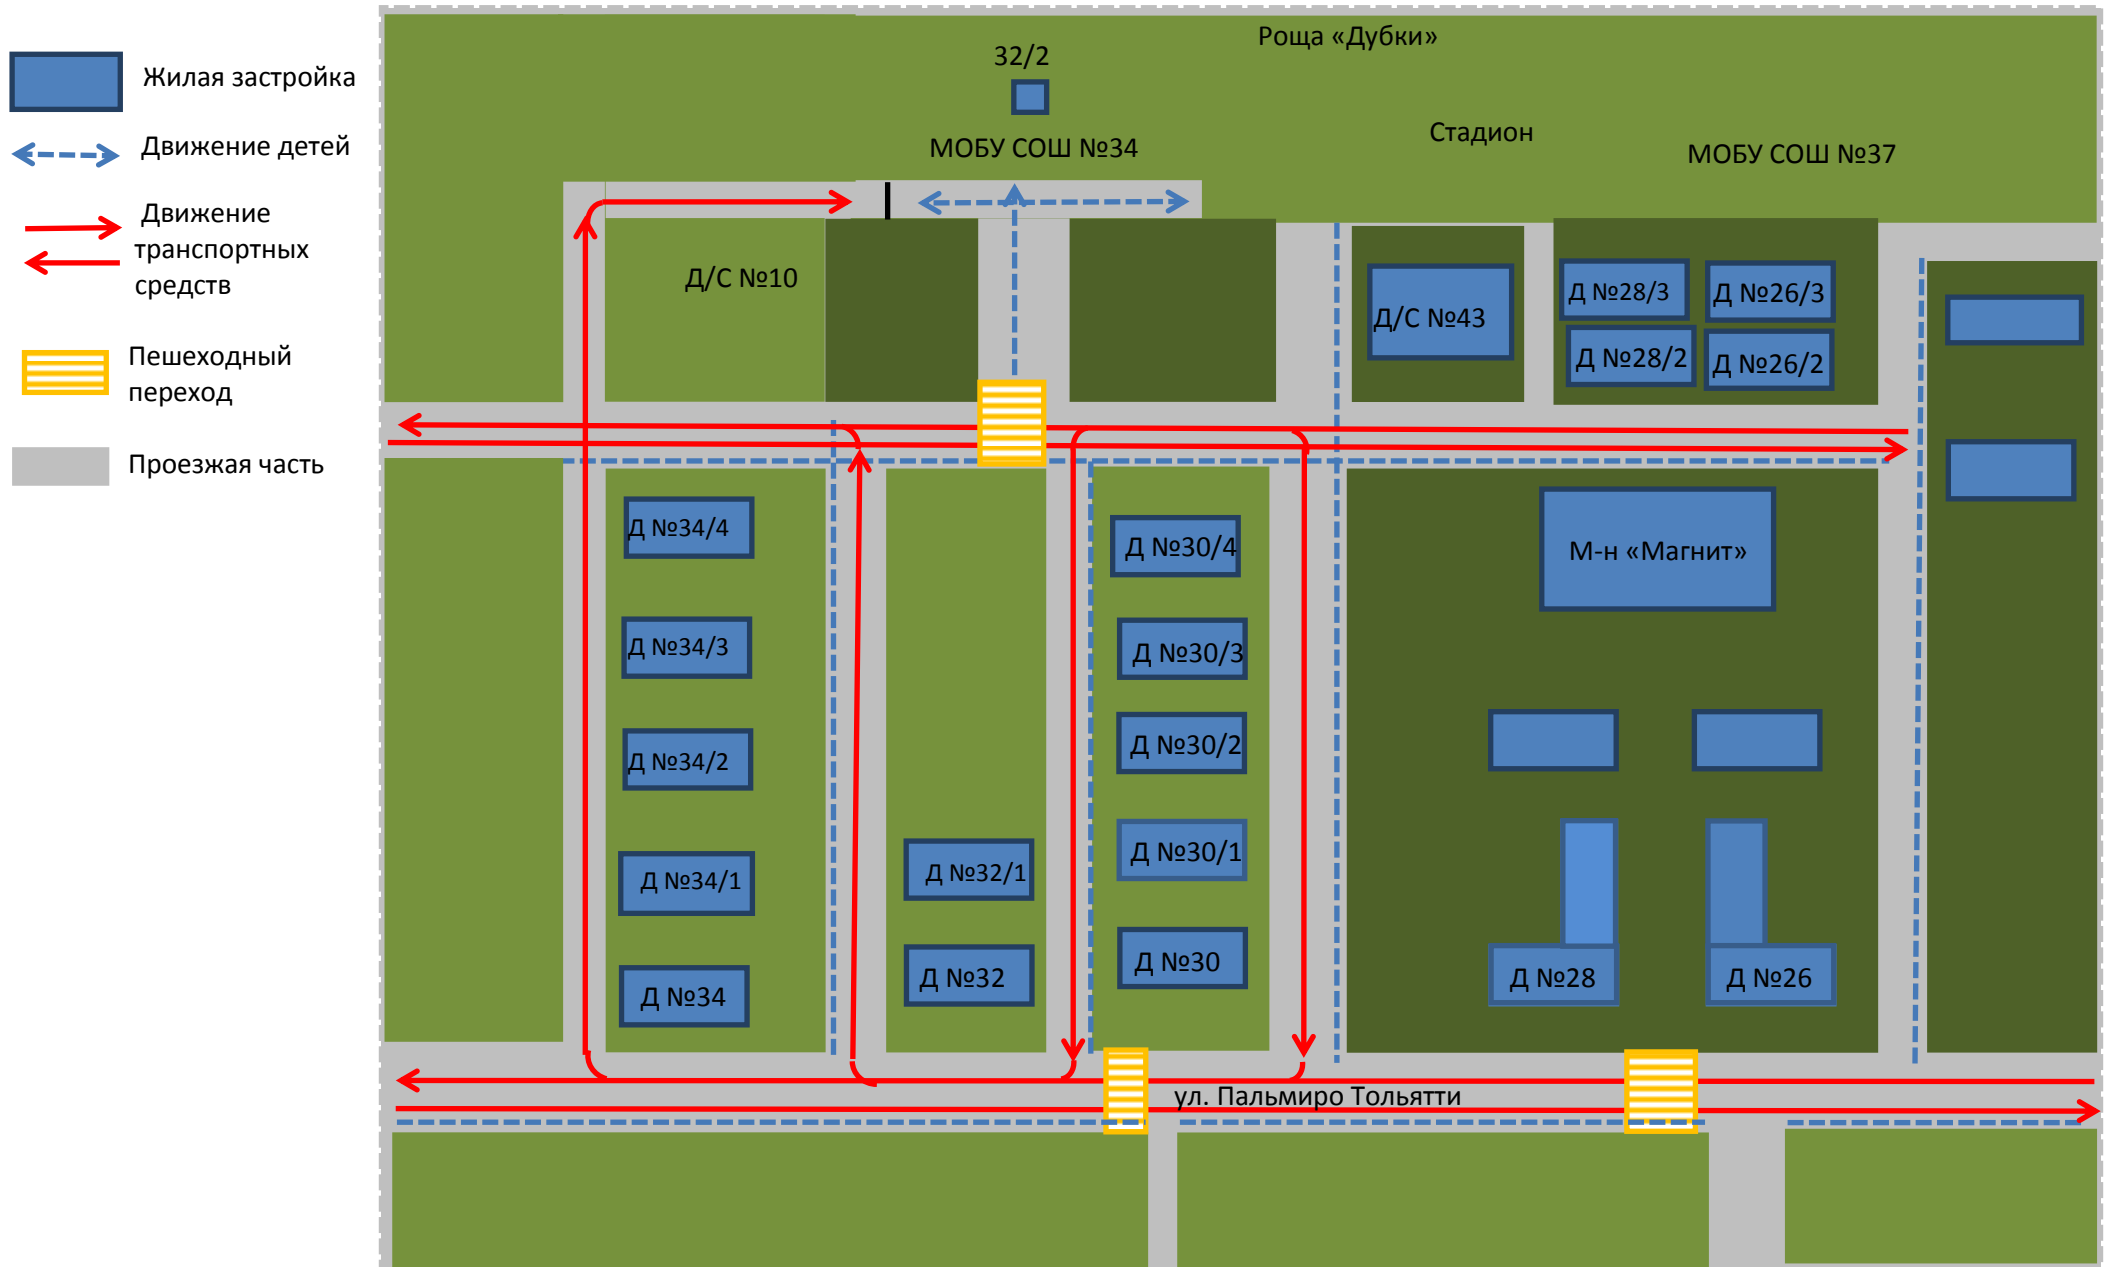 Жилая застройка
Движение детей
Движение
транспортных
средств
Пешеходный
переход
Проезжая часть
Роща «Дубки»
32/2
МОБУ СОШ №34
Стадион
МОБУ СОШ №37
Д/С №10
Д/С №43
Д №28/3
Д №26/3
Д №28/2
Д №26/2
Д №34/4
Д №30/4
М-н «Магнит»
Д №34/3
Д №30/3
Д №34/2
Д №30/2
Д №34/1
Д №32/1
Д №30/1
Д №34
Д №32
Д №30
Д №28
Д №26
ул. Пальмиро Тольятти